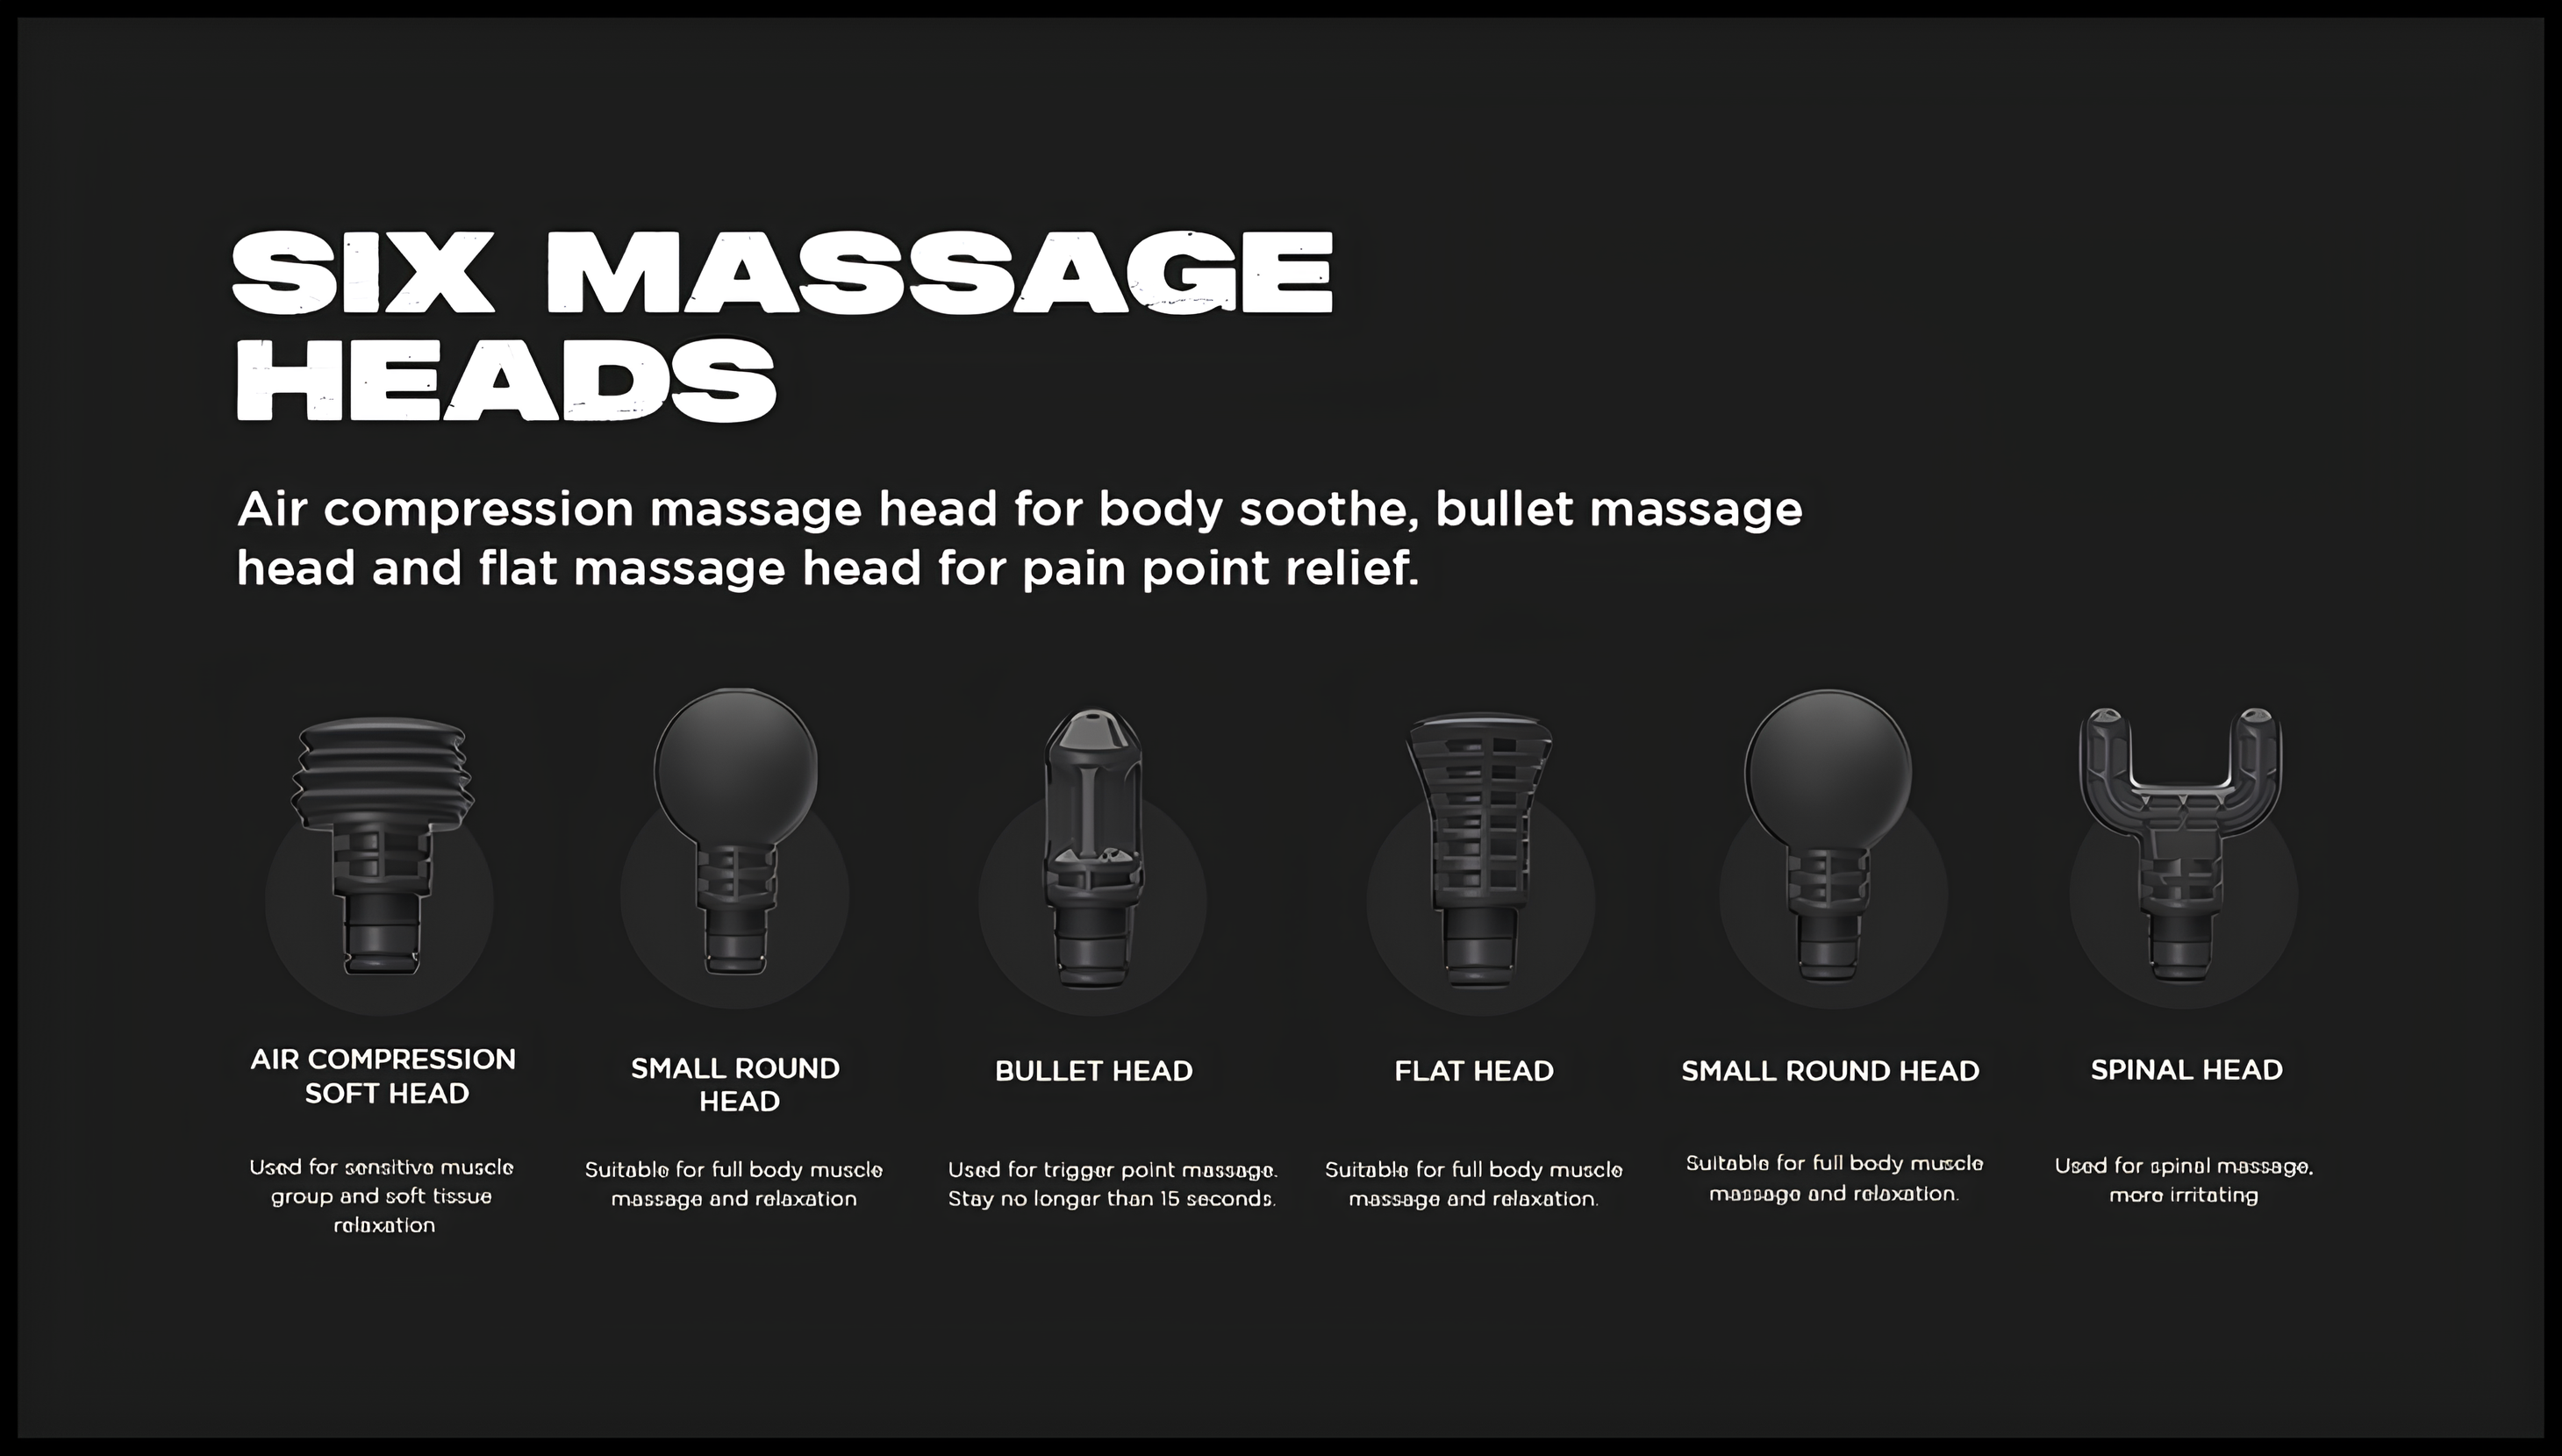 SIX MASSAGE
HEADS
Air compression massage head for body soothe, bullet massage
head and flat massage head for pain point relief.
AIR COMPRESSION
SOFT HEAD
Used for sensitive muscle
group and soft tissue
relaxation
SMALL ROUND
HEAD
Suitable for full body muscle
massage and relaxation
BULLET HEAD
Used for trigger point massage.
Stay no longer than 15 seconds.
FLAT HEAD
Suitable for full body muscle
massage and relaxation.
SMALL ROUND HEAD
Suitable for full body muscle
massage and relaxation.
SPINAL HEAD
Used for spinal massage.
more irritating